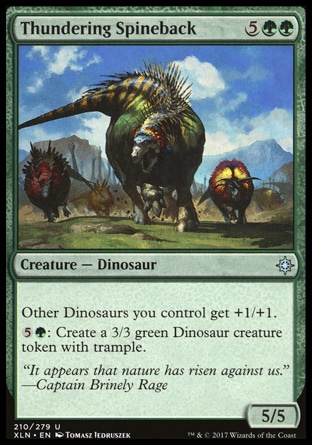 Thundering Spineback 5
Creature — Dinosaur
Other Dinosaurs you control get +1/+1.
5 : Create a 3/3 green Dinosaur creature
token with trample.
“It appears that nature has risen against us.”
—Captain Brinely Rage
5/5
210/279 U
XLN • EN Tomasz Jedruszek ™ & © 2017 Wizards of the Coast